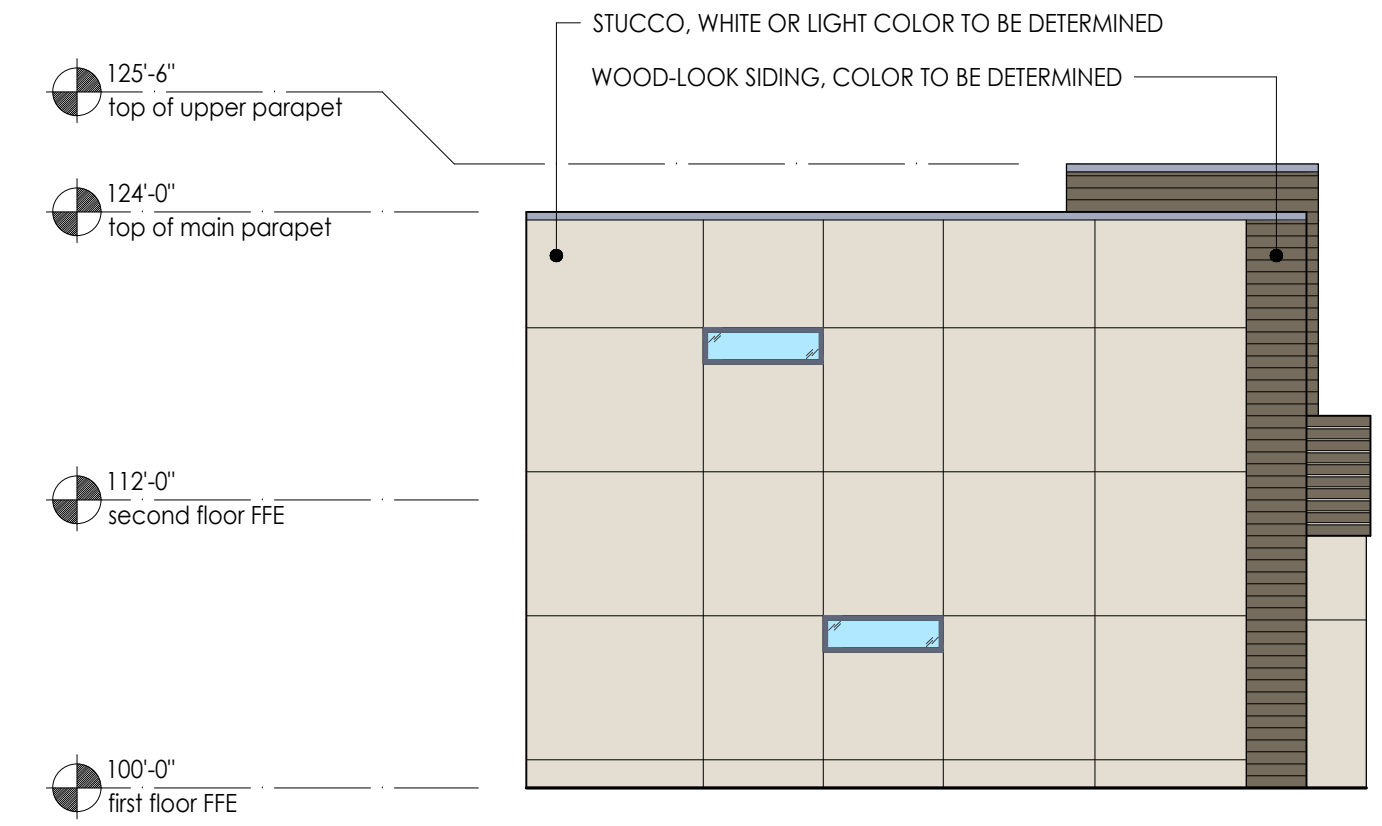 STUCCO, WHITE OR LIGHT COLOR TO BE DETERMINED
WOOD-LOOK SIDING, COLOR TO BE DETERMINED
125'-6"
top of upper parapet
124'-0"
top of main parapet
112'-0"
second floor FFE
100'-0"
first floor FFE